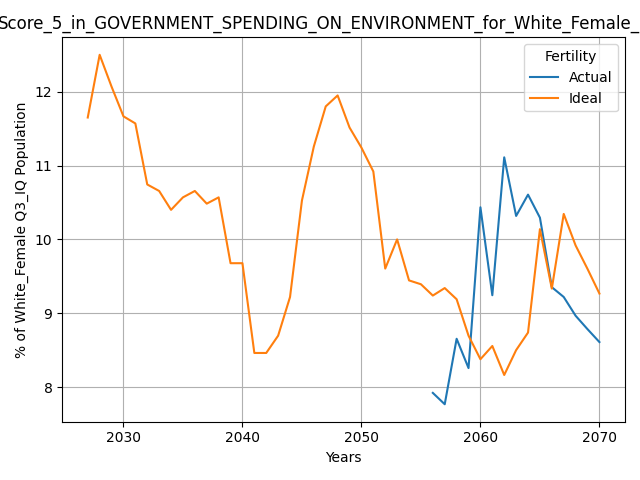 Score_5_in_GOVERNMENT_SPENDING_ON_ENVIRONMENT_for_White_Female_
Fertility
Actual
Ideal
12
11
10
9
8
% of White_Female Q3_IQ Population
2030
2040
2050
2060
2070
Years